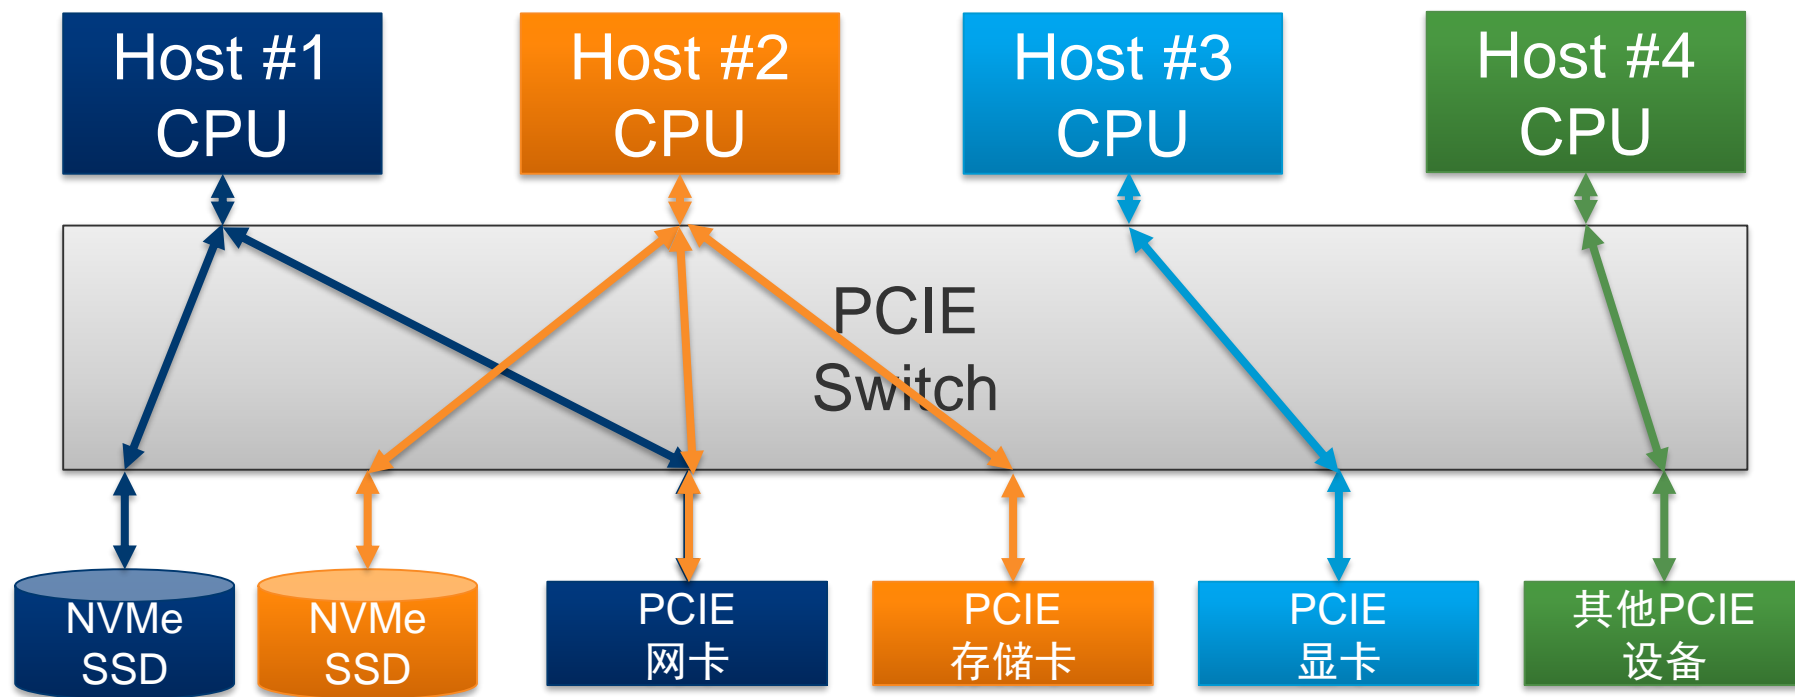 Host #1
CPU
Host #2
CPU
Host #3
CPU
Host #4
CPU
PCIE
Switch
NVMe
SSD
NVMe
SSD
PCIE
网卡
PCIE
存储卡
PCIE
显卡
其他PCIE
设备